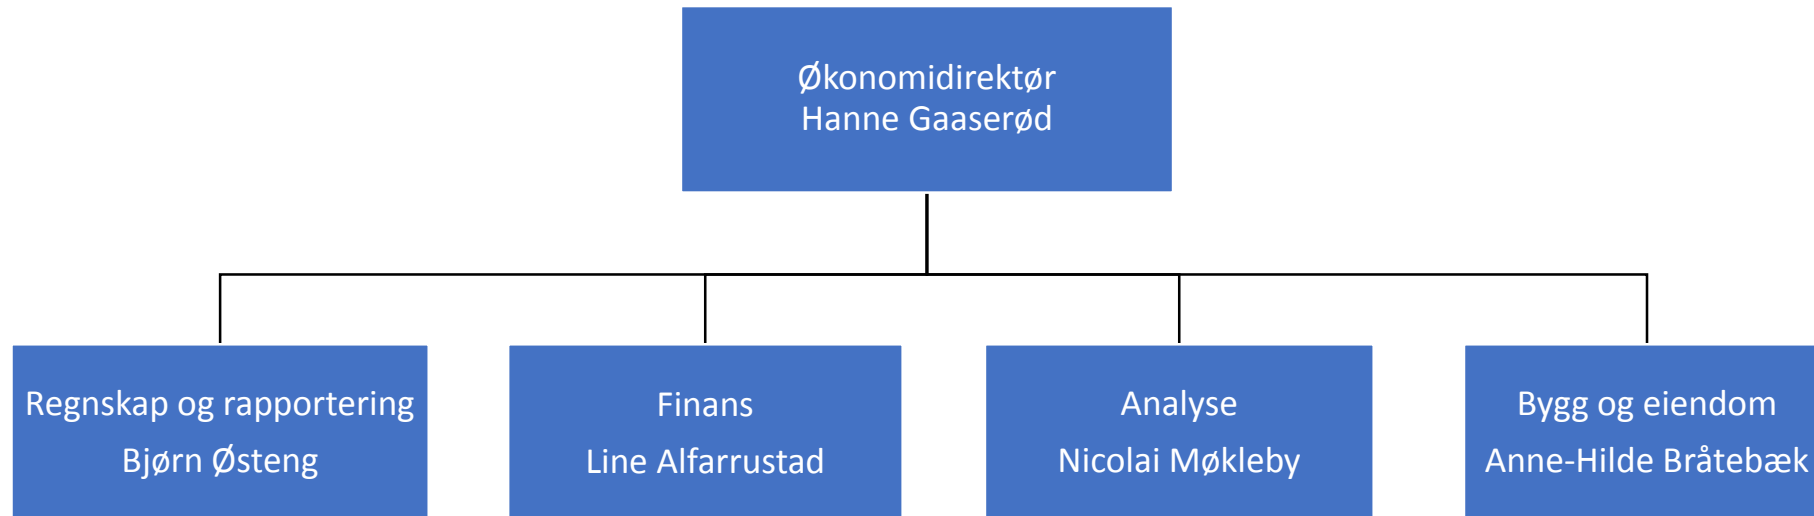 Økonomidirektør
Hanne Gaaserød
Regnskap og rapportering
Bjørn Østeng
Finans
Line Alfarrustad
Analyse
Nicolai Møkleby
Bygg og eiendom
Anne-Hilde Bråtebæk